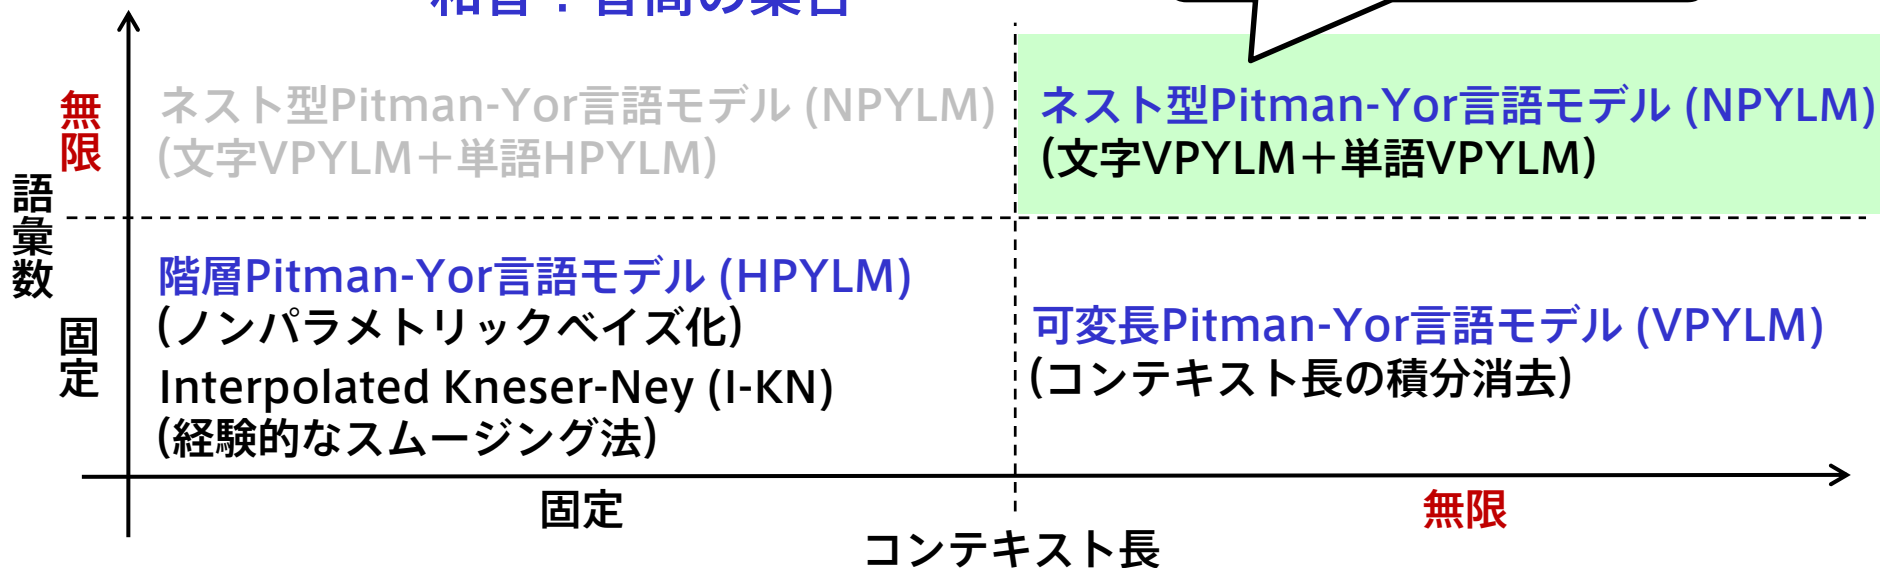 和音：音高の集合
ネスト型Pitman-Yor言語モデル (NPYLM)
(文字VPYLM＋単語HPYLM)
ネスト型Pitman-Yor言語モデル (NPYLM)
(文字VPYLM＋単語VPYLM)
無限
語彙数
固定
階層Pitman-Yor言語モデル (HPYLM)
(ノンパラメトリックベイズ化)
Interpolated Kneser-Ney (I-KN)
(経験的なスムージング法)
可変長Pitman-Yor言語モデル (VPYLM)
(コンテキスト長の積分消去)
固定
無限
コンテキスト長